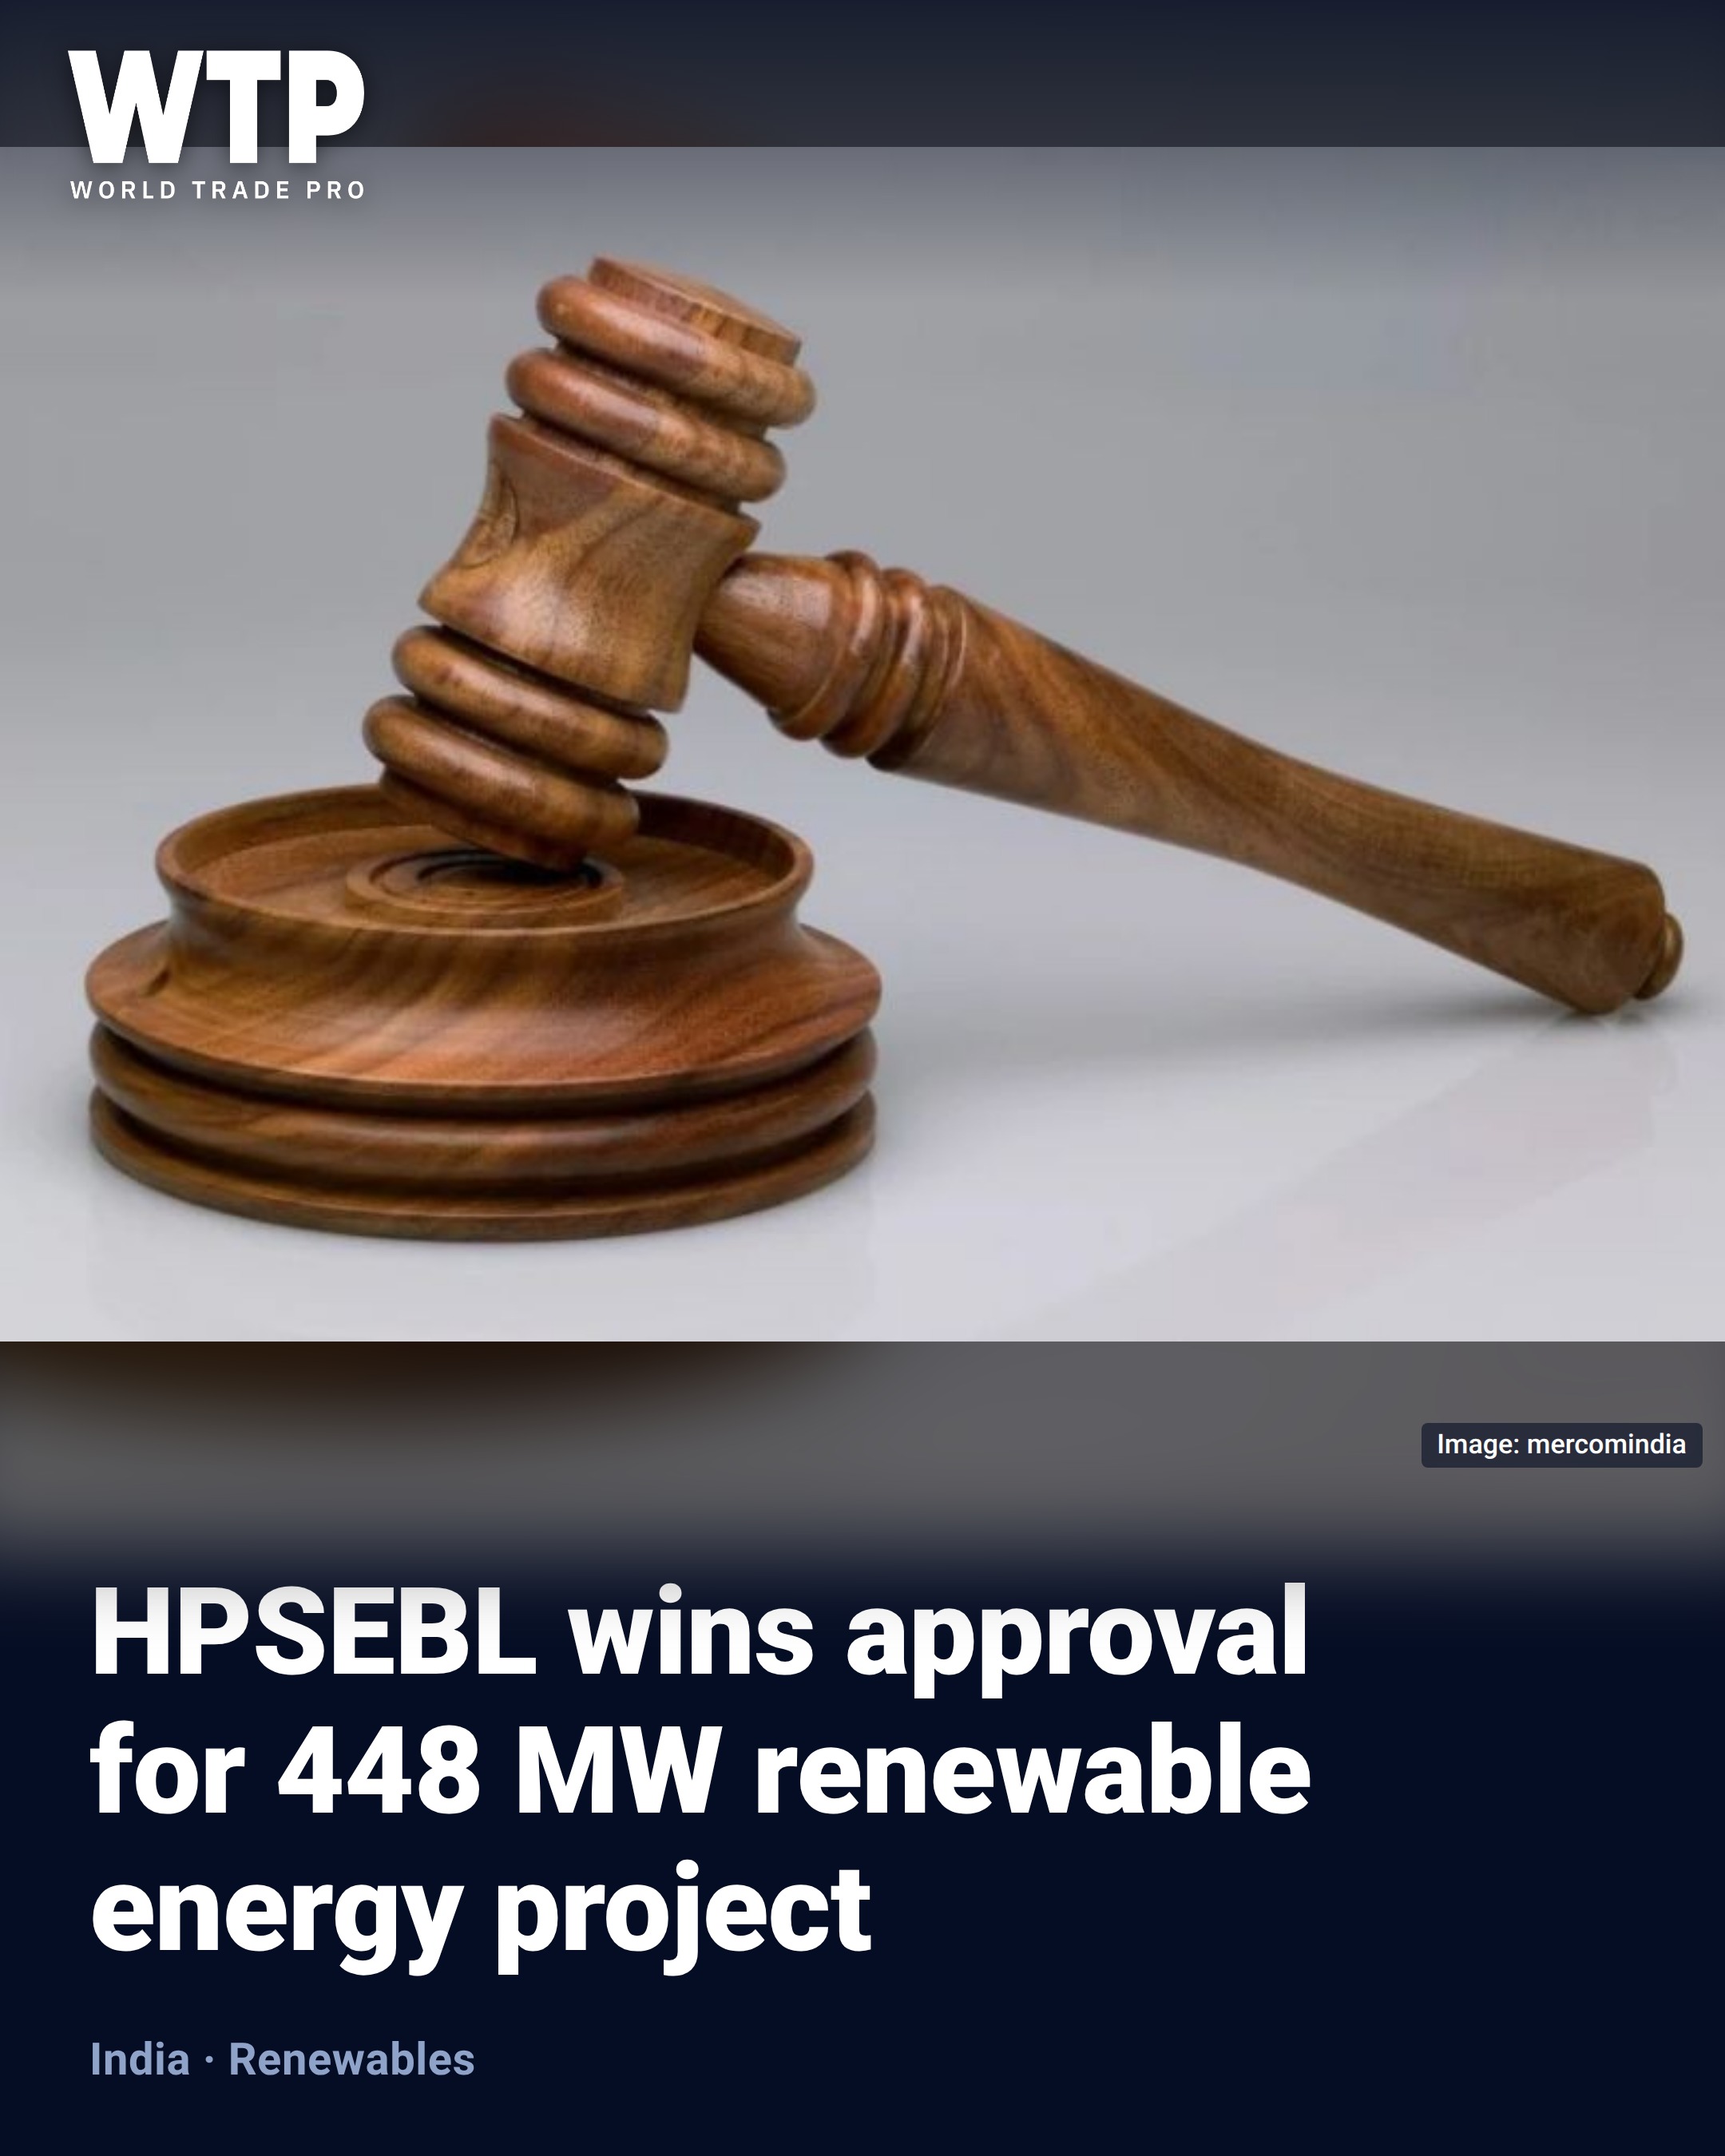 WTP
WORLD TRADE PRO
Image: mercomindia
HPSEBL wins approval
for 448 MW renewable
energy project
India · Renewables